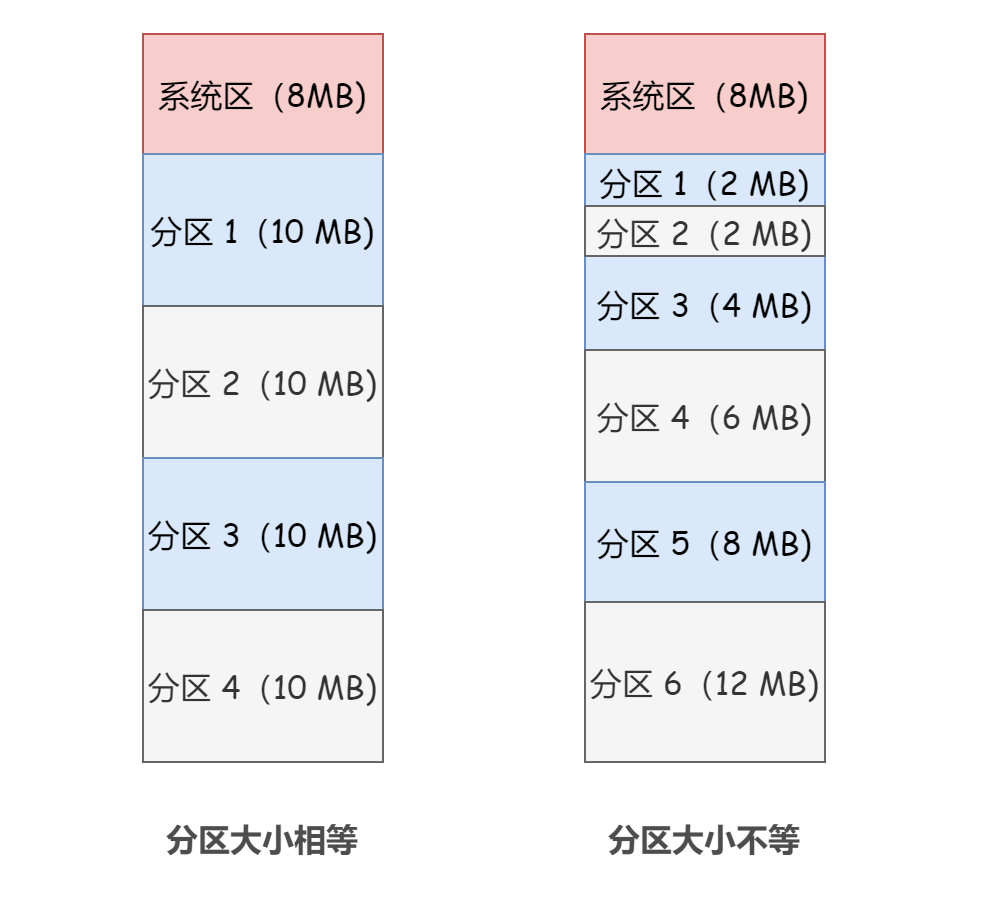 系统区（8MB)
分区 1（10 MB)
分区 2（10 MB)
分区 3（10 MB)
分区 4（10 MB)
分区大小相等
系统区（8MB)
分区 1（2 MB)
分区 2（2 MB)
分区 3（4 MB)
分区 4（6 MB)
分区 5（8 MB)
分区 6（12 MB)
分区大小不等